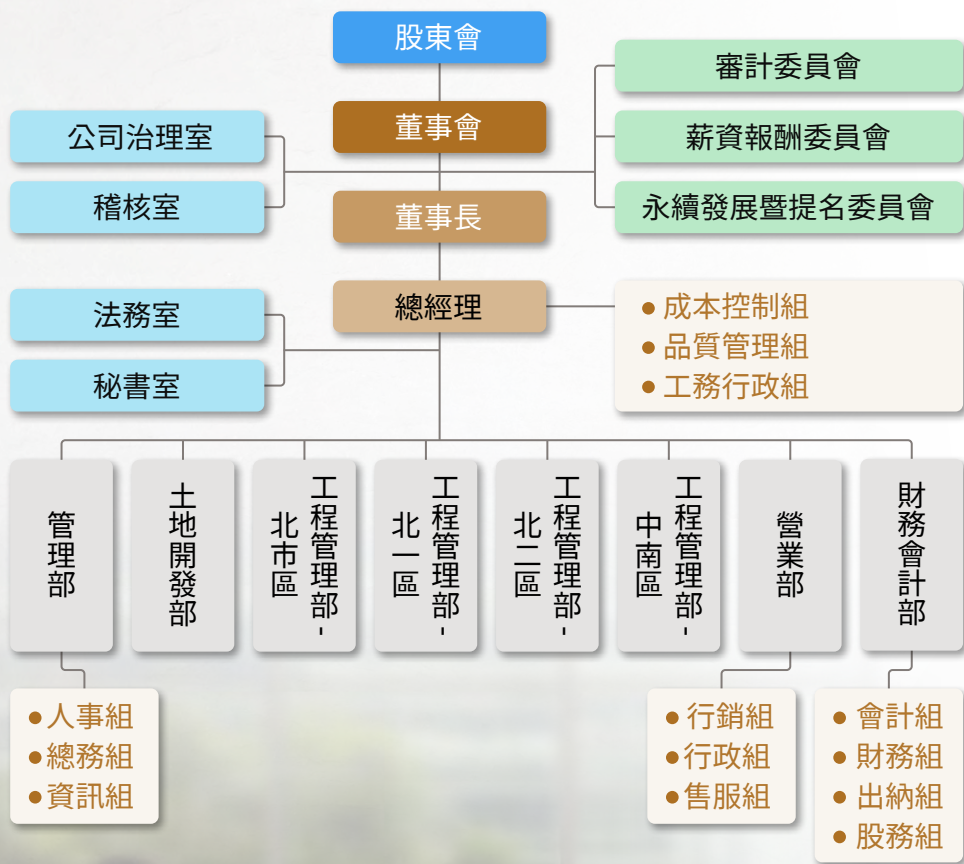 股東會
董事會
審計委員會
薪資報酬委員會
永續發展暨提名委員會
公司治理室
稽核室
董事長
總經理
成本控制組
品質管理組
工務行政組
法務室
秘書室
管理部
土地開發部
工程管理部-
北市區
工程管理部-
北一區
工程管理部-
北二區
工程管理部-
中南區
營業部
財務會計部
人事組
總務組
資訊組
行銷組
行政組
售服組
會計組
財務組
出納組
股務組